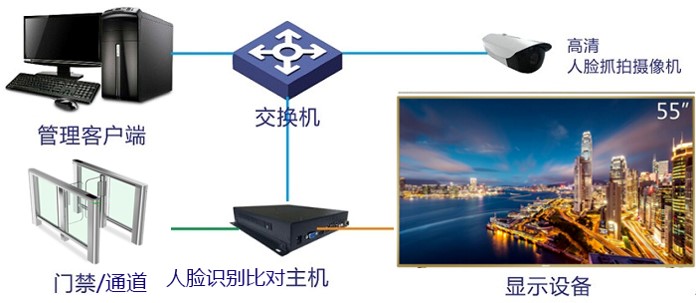 管理客户端
交换机
高清
人脸抓拍摄像机
55"
门禁/通道
人脸识别比对主机
显示设备